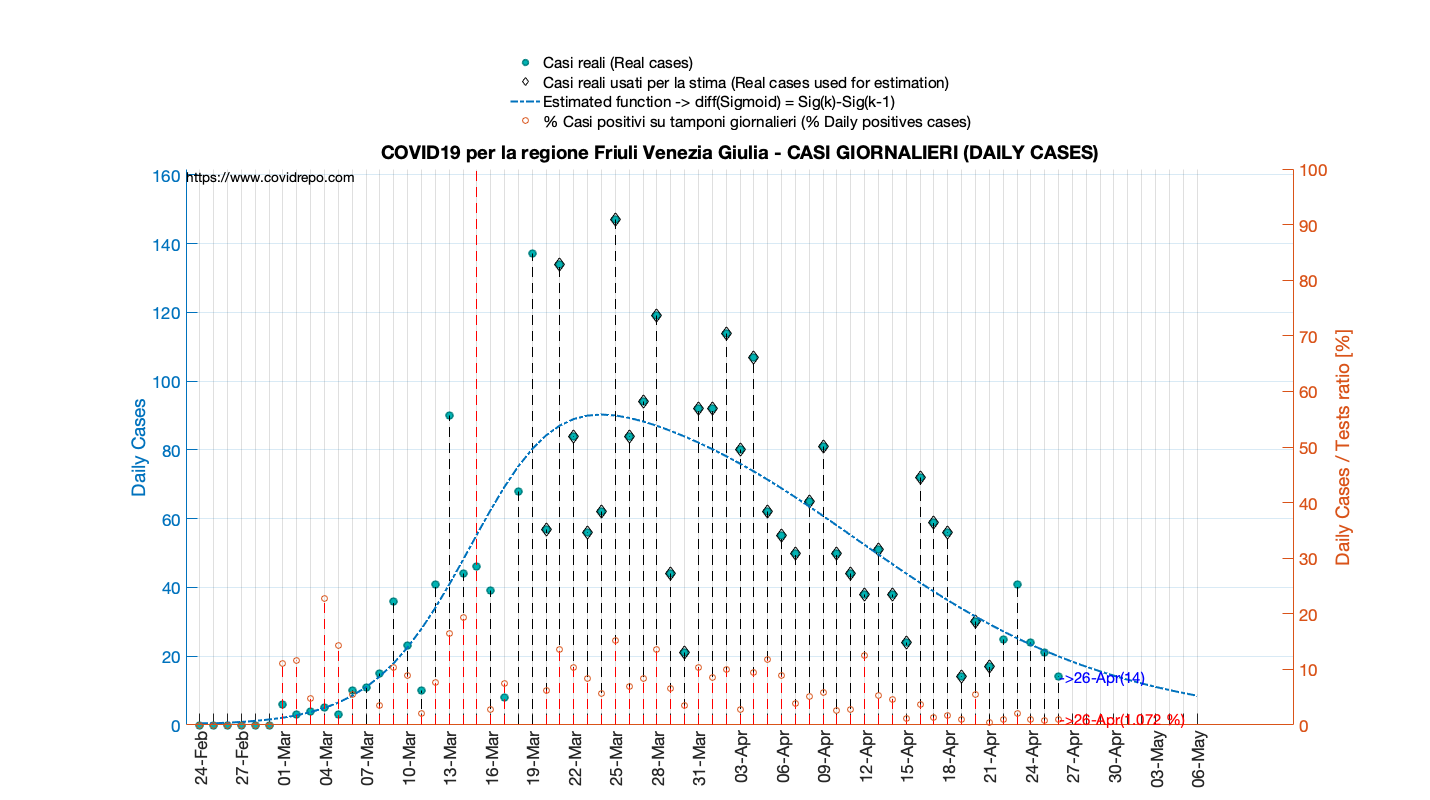 Casi reali (Real cases)
Casi reali usati per la stima (Real cases used for estimation)
Estimated function -> diff(Sigmoid) = Sig(k)-Sig(k-1)
% Casi positivi su tamponi giornalieri (% Daily positives cases)
COVID19 per la regione Friuli Venezia Giulia - CASI GIORNALIERI (DAILY CASES)
https://www.covidrepo.com
Daily Cases
160
140
120
100
80
60
40
20
0
100
90
80
70
60
50
40
30
20
10
0
Daily Cases / Tests ratio [%]
->26-Apr(14)
->26-Apr(1.072 %)
24-Feb
27-Feb
01-Mar
04-Mar
07-Mar
10-Mar
13-Mar
16-Mar
19-Mar
22-Mar
25-Mar
28-Mar
31-Mar
03-Apr
06-Apr
09-Apr
12-Apr
15-Apr
18-Apr
21-Apr
24-Apr
27-Apr
30-Apr
03-May
06-May